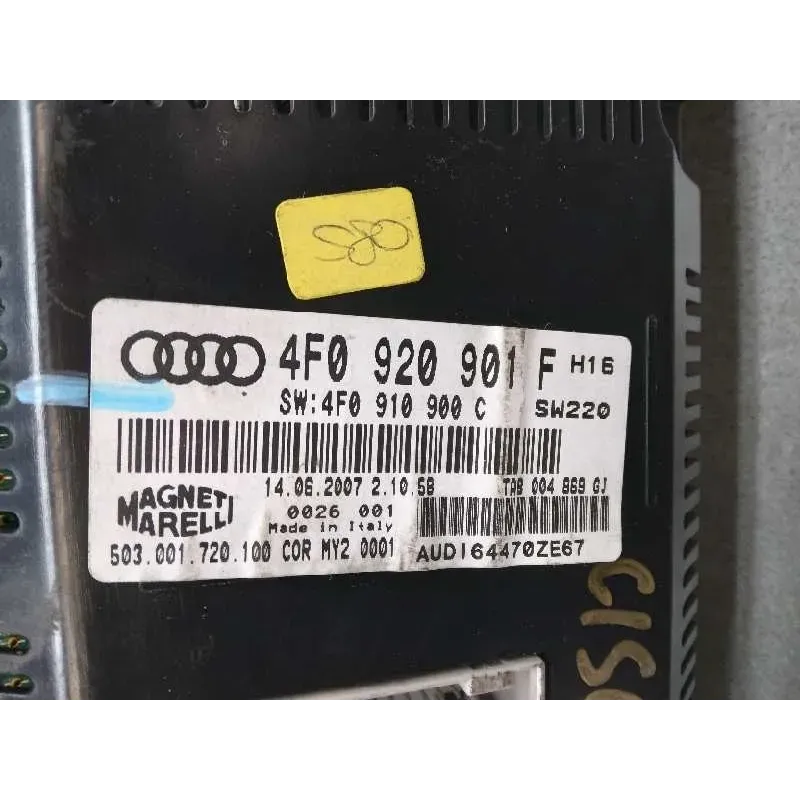 4F0 920 901 F H16
SW:4F0 910 900 C SW220
14.06.2007 2.10.58 TAB 004 869 GJ
MAGNETI
MARELLI
0026 001
Made in Italy
503.001.720.100 COR MY2 0001
AUDI64470ZE67